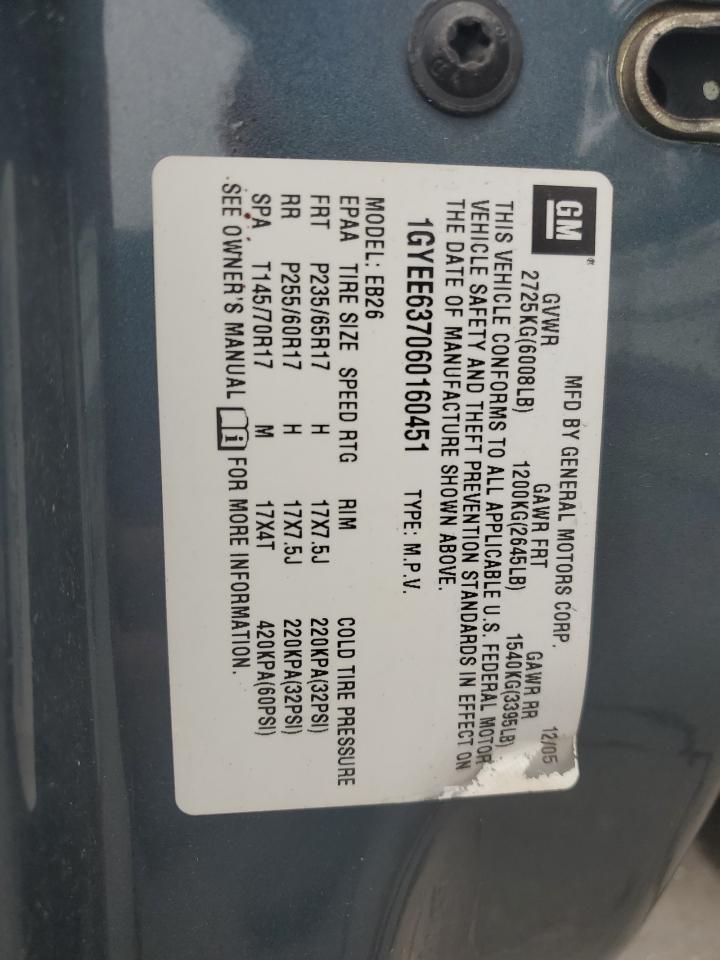 GM®
MFD BY GENERAL MOTORS CORP. 12/05
GVWR GAWR FRT GAWR RR
2725KG(6008LB) 1200KG(2645LB) 1540KG(3395LB)
THIS VEHICLE CONFORMS TO ALL APPLICABLE U.S. FEDERAL MOTOR
VEHICLE SAFETY AND THEFT PREVENTION STANDARDS IN EFFECT ON
THE DATE OF MANUFACTURE SHOWN ABOVE.
1GYEE637060160451 TYPE: M.P.V.
MODEL: EB26
EPAA TIRE SIZE SPEED RTG RIM COLD TIRE PRESSURE
FRT P235/65R17 H 17X7.5J 220KPA(32PSI)
RR P255/60R17 H 17X7.5J 220KPA(32PSI)
SPA T145/70R17 M 17X4T 420KPA(60PSI)
SEE OWNER'S MANUAL i FOR MORE INFORMATION.